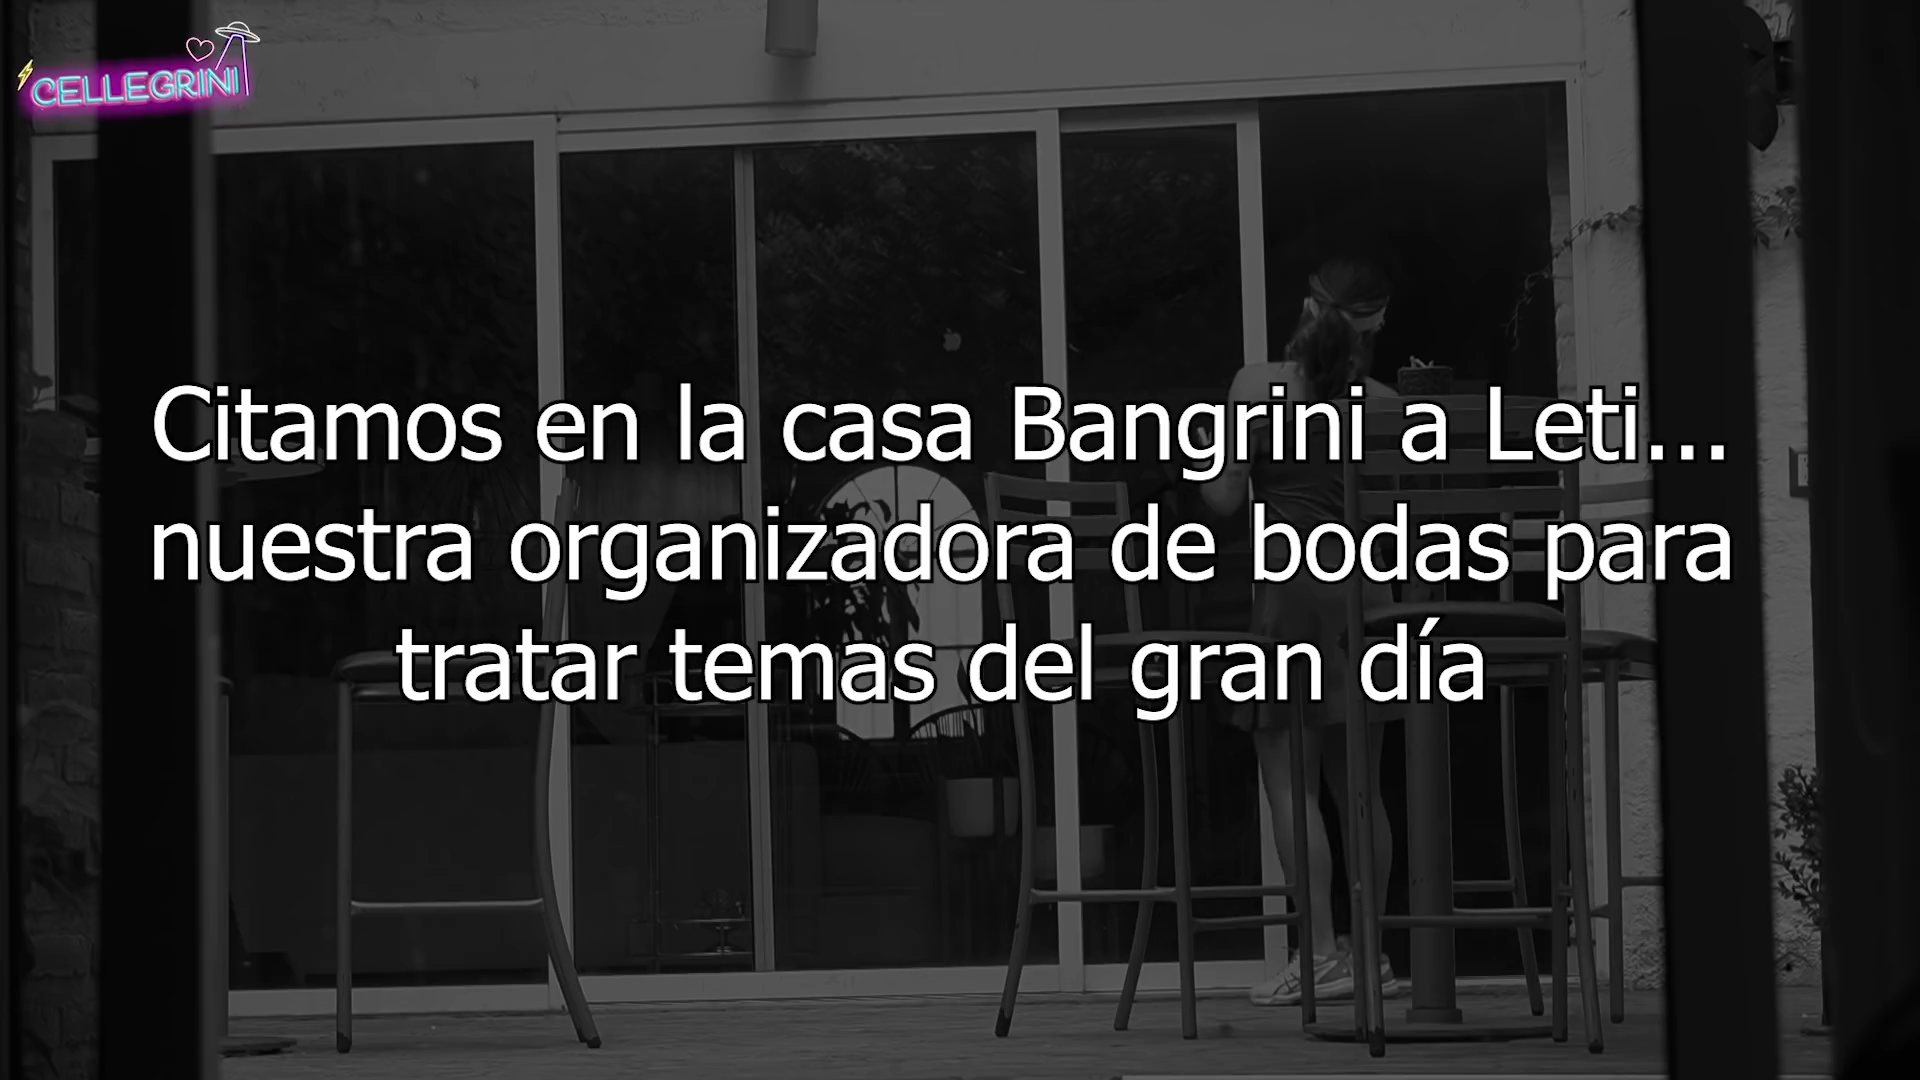 CELLEGRINI
Citamos en la casa Bangrini a Leti...
nuestra organizadora de bodas para
tratar temas del gran día